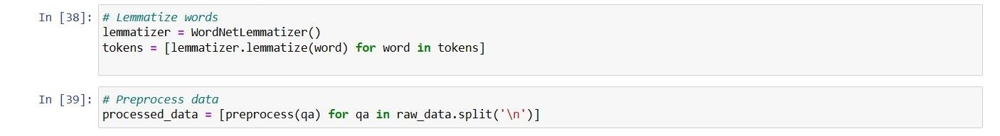 In [38]: # Lemmatize words
lemmatizer = WordNetLemmatizer()
tokens = [lemmatizer.lemmatize(word) for word in tokens]
In [39]: # Preprocess data
processed_data = [preprocess(qa) for qa in raw_data.split('\n')]